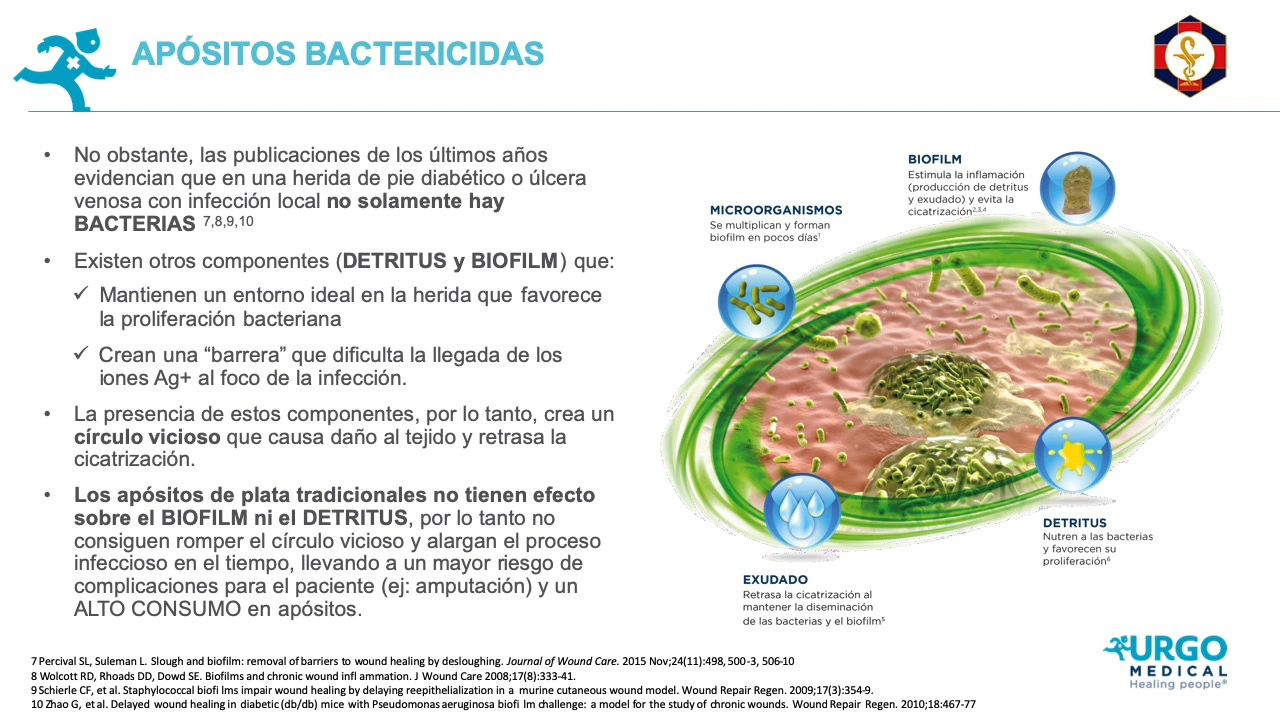 APÓSITOS BACTERICIDAS
• No obstante, las publicaciones de los últimos años
evidencian que en una herida de pie diabético o úlcera
venosa con infección local no solamente hay
BACTERIAS 7,8,9,10
• Existen otros componentes (DETRITUS y BIOFILM) que:
✓ Mantienen un entorno ideal en la herida que favorece
la proliferación bacteriana
✓ Crean una “barrera” que dificulta la llegada de los
iones Ag+ al foco de la infección.
• La presencia de estos componentes, por lo tanto, crea un
círculo vicioso que causa daño al tejido y retrasa la
cicatrización.
• Los apósitos de plata tradicionales no tienen efecto
sobre el BIOFILM ni el DETRITUS, por lo tanto no
consiguen romper el círculo vicioso y alargan el proceso
infeccioso en el tiempo, llevando a un mayor riesgo de
complicaciones para el paciente (ej: amputación) y un
ALTO CONSUMO en apósitos.
BIOFILM
Estimula la inflamación
(producción de detritus
y exudado) y evita la
cicatrización2,3,4
MICROORGANISMOS
Se multiplican y forman
biofilm en pocos días1
DETRITUS
Nutren a las bacterias
y favorecen su
proliferación6
EXUDADO
Retrasa la cicatrización al
mantener la diseminación
de las bacterias y el biofilm5
7 Percival SL, Suleman L. Slough and biofilm: removal of barriers to wound healing by desloughing. Journal of Wound Care. 2015 Nov;24(11):498, 500-3, 506-10
8 Wolcott RD, Rhoads DD, Dowd SE. Biofilms and chronic wound infl ammation. J Wound Care 2008;17(8):333-41.
9 Schierle CF, et al. Staphylococcal biofi lms impair wound healing by delaying reepithelialization in a murine cutaneous wound model. Wound Repair Regen. 2009;17(3):354-9.
10 Zhao G, et al. Delayed wound healing in diabetic (db/db) mice with Pseudomonas aeruginosa biofi lm challenge: a model for the study of chronic wounds. Wound Repair Regen. 2010;18:467-77
URGO
MEDICAL
Healing people®